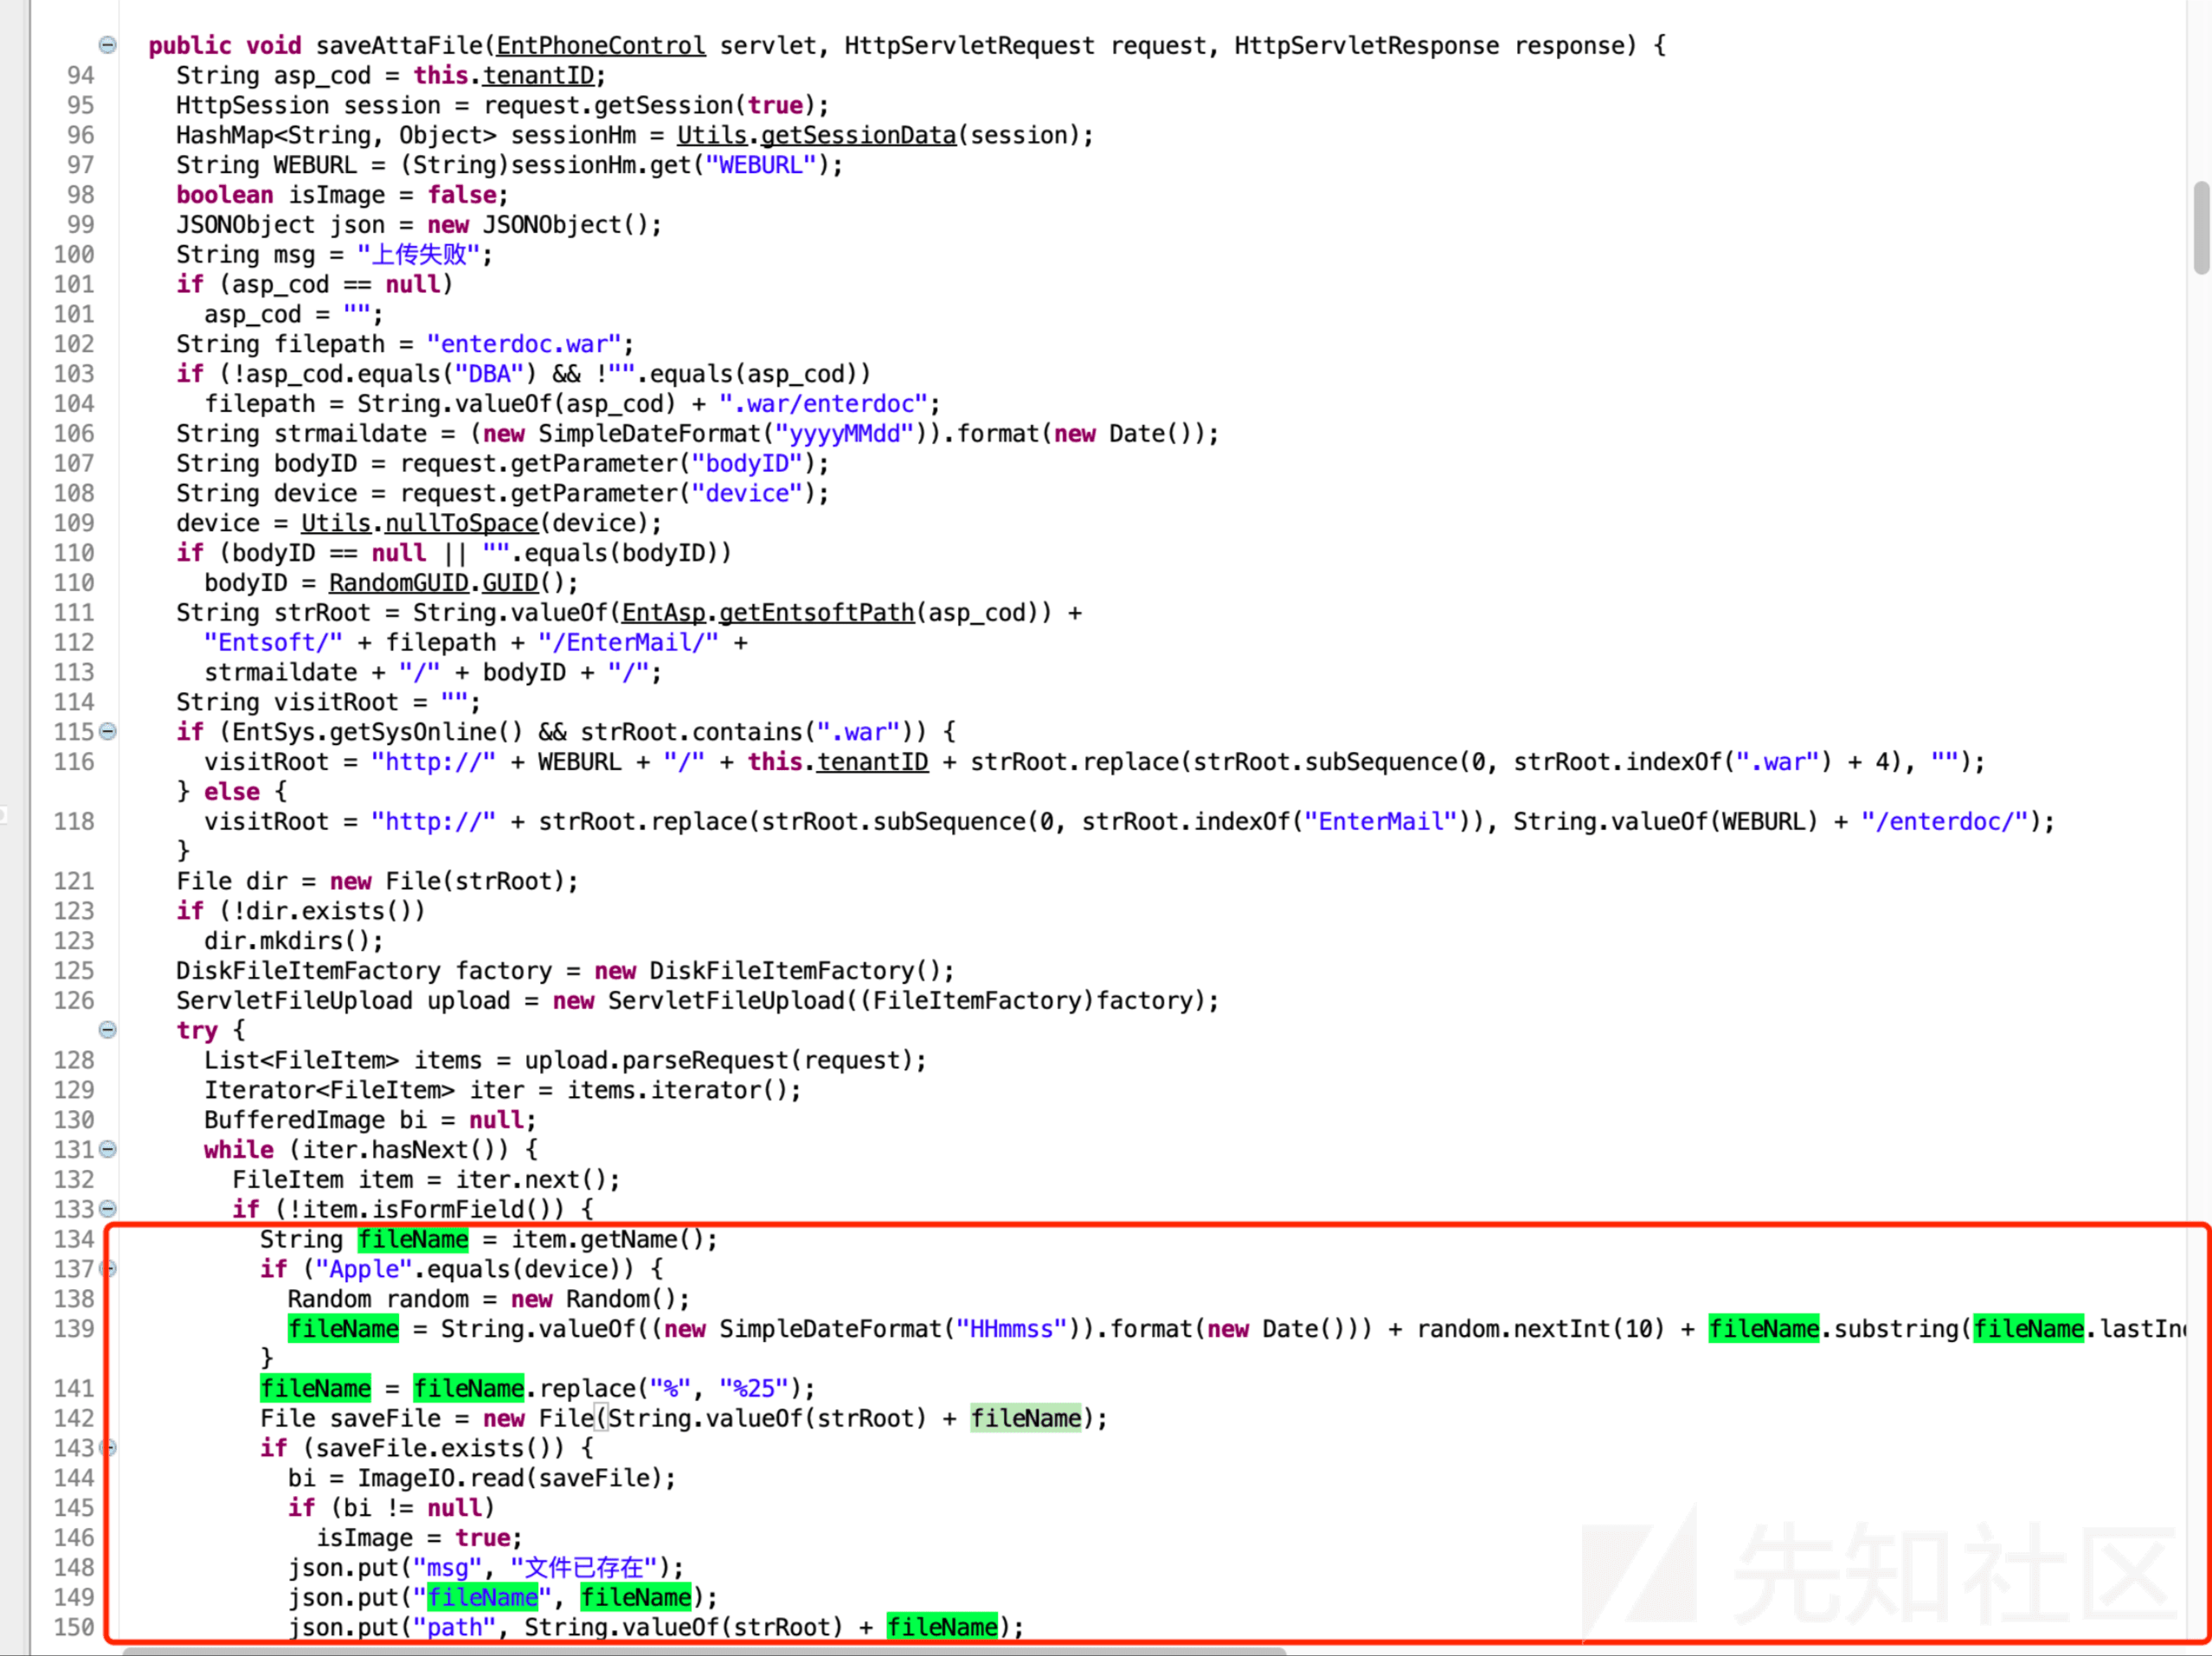 public void saveAttaFile(EntPhoneControl servlet, HttpServletRequest request, HttpServletResponse response) {
94 String asp_cod = this.tenantID;
95 HttpSession session = request.getSession(true);
96 HashMap<String, Object> sessionHm = Utils.getSessionData(session);
97 String WEBURL = (String)sessionHm.get("WEBURL");
98 boolean isImage = false;
99 JSONObject json = new JSONObject();
100 String msg = "上传失败";
101 if (asp_cod == null)
101 asp_cod = "";
102 String filepath = "enterdoc.war";
103 if (!asp_cod.equals("DBA") && !"".equals(asp_cod))
104 filepath = String.valueOf(asp_cod) + ".war/enterdoc";
106 String strmaildate = (new SimpleDateFormat("yyyyMMdd")).format(new Date());
107 String bodyID = request.getParameter("bodyID");
108 String device = request.getParameter("device");
109 device = Utils.nullToSpace(device);
110 if (bodyID == null || "".equals(bodyID))
110 bodyID = RandomGUID.GUID();
111 String strRoot = String.valueOf(EntAsp.getEntsoftPath(asp_cod)) +
112 "Entsoft/" + filepath + "/EnterMail/" +
113 strmaildate + "/" + bodyID + "/";
114 String visitRoot = "";
115 if (EntSys.getSysOnline() && strRoot.contains(".war")) {
116 visitRoot = "http://" + WEBURL + "/" + this.tenantID + strRoot.replace(strRoot.subSequence(0, strRoot.indexOf(".war") + 4), "");
} else {
118 visitRoot = "http://" + strRoot.replace(strRoot.subSequence(0, strRoot.indexOf("EnterMail")), String.valueOf(WEBURL) + "/enterdoc/");
}
121 File dir = new File(strRoot);
123 if (!dir.exists())
123 dir.mkdirs();
125 DiskFileItemFactory factory = new DiskFileItemFactory();
126 ServletFileUpload upload = new ServletFileUpload((FileItemFactory)factory);
try {
128 List<FileItem> items = upload.parseRequest(request);
129 Iterator<FileItem> iter = items.iterator();
130 BufferedImage bi = null;
131 while (iter.hasNext()) {
132 FileItem item = iter.next();
133 if (!item.isFormField()) {
134 String fileName = item.getName();
137 if ("Apple".equals(device)) {
138 Random random = new Random();
139 fileName = String.valueOf((new SimpleDateFormat("HHmmss")).format(new Date())) + random.nextInt(10) + fileName.substring(fileName.lastIn
}
141 fileName = fileName.replace("%", "%25");
142 File saveFile = new File(String.valueOf(strRoot) + fileName);
143 if (saveFile.exists()) {
144 bi = ImageIO.read(saveFile);
145 if (bi != null)
146 isImage = true;
148 json.put("msg", "文件已存在");
149 json.put("fileName", fileName);
150 json.put("path", String.valueOf(strRoot) + fileName);
先知社区